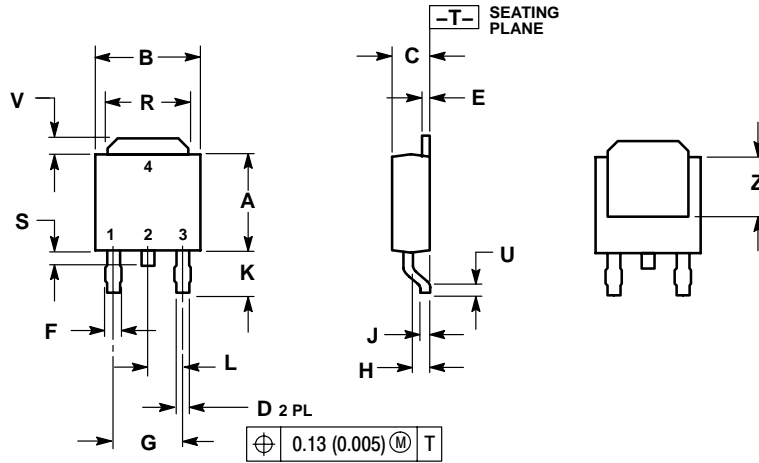 –T–
SEATING
PLANE
B
C
V
R
E
4
Z
A
S
1 2 3
U
K
F
J
L
H
D 2 PL
G
⌖ 0.13 (0.005) Ⓜ T